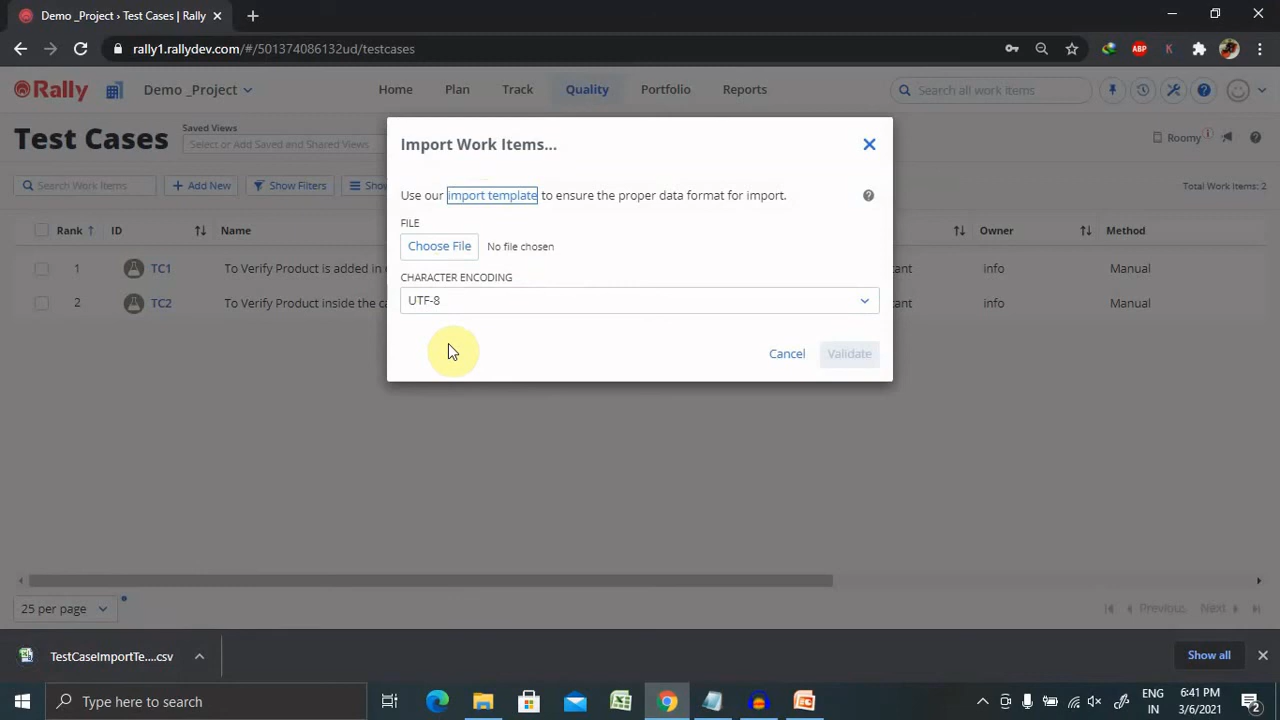 Demo _Project > Test Cases | Rally
rally1.rallydev.com/#/501374086132ud/testcases
ABP
K
Rally
Demo _Project
Home
Plan
Track
Quality
Portfolio
Reports
Search all work items
Test Cases
Saved Views
Select or Add Saved and Shared Views
Roomy
Search Work Items
+ Add New
Show Filters
Total Work Items: 2
Import Work Items...
Use our import template to ensure the proper data format for import.
FILE
Choose File
No file chosen
CHARACTER ENCODING
UTF-8
Cancel
Validate
Rank
ID
Name
Owner
Method
1
TC1
To Verify Product is added in
info
Manual
2
TC2
To Verify Product inside the
info
Manual
25 per page
Previous
Next
TestCaseImportTe....csv
Show all
Type here to search
ENG
IN
6:41 PM
3/6/2021
2